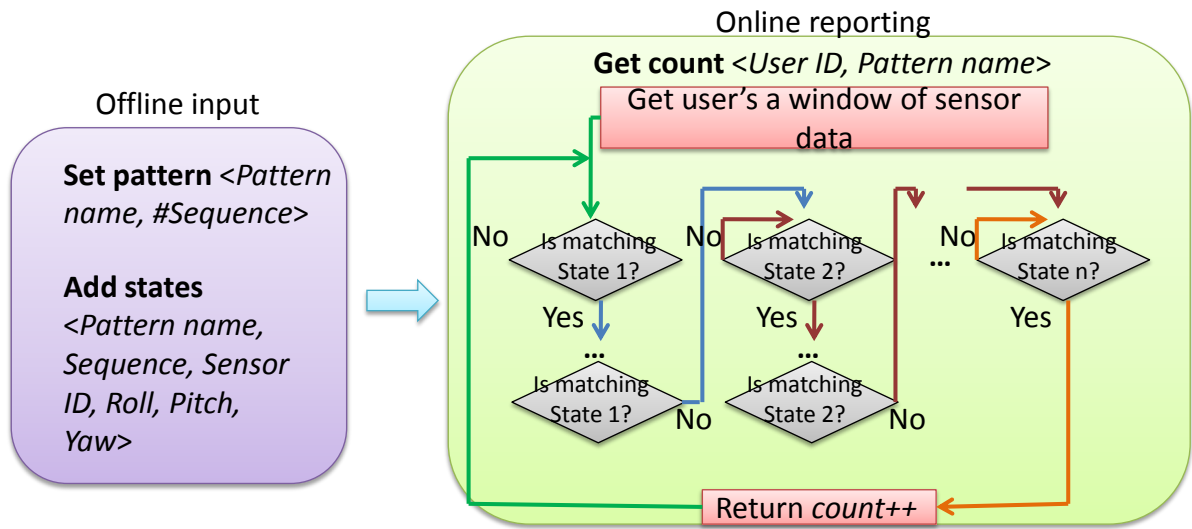 Offline input
Set pattern <Pattern
name, #Sequence>
Add states
<Pattern name,
Sequence, Sensor
ID, Roll, Pitch,
Yaw>
Online reporting
Get count <User ID, Pattern name>
Get user's a window of sensor
data
No
Is matching
State 1?
No
Is matching
State 2?
...
No
Is matching
State n?
Yes
Yes
Yes
...
...
Is matching
State 1?
No
Is matching
State 2?
No
Return count++